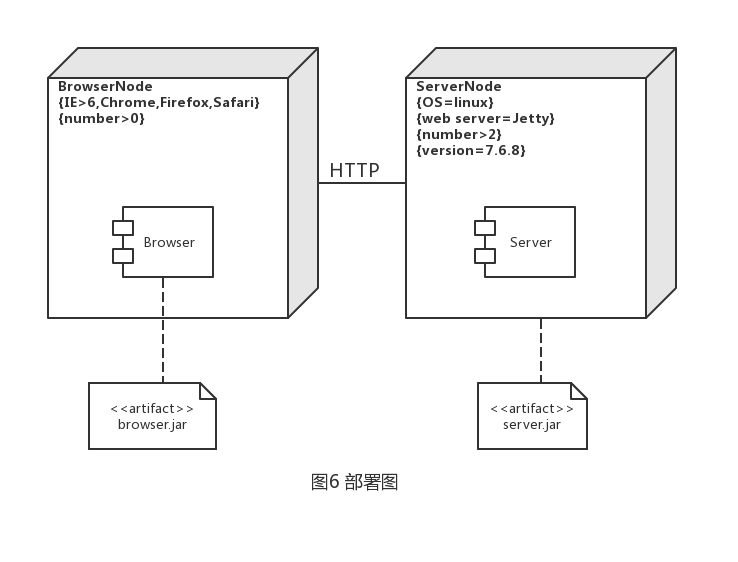 BrowserNode
{IE>6,Chrome,Firefox,Safari}
{number>0}
ServerNode
{OS=linux}
{web server=Jetty}
{number>2}
{version=7.6.8}
HTTP
Browser
Server
<<artifact>>
browser.jar
<<artifact>>
server.jar
图6 部署图